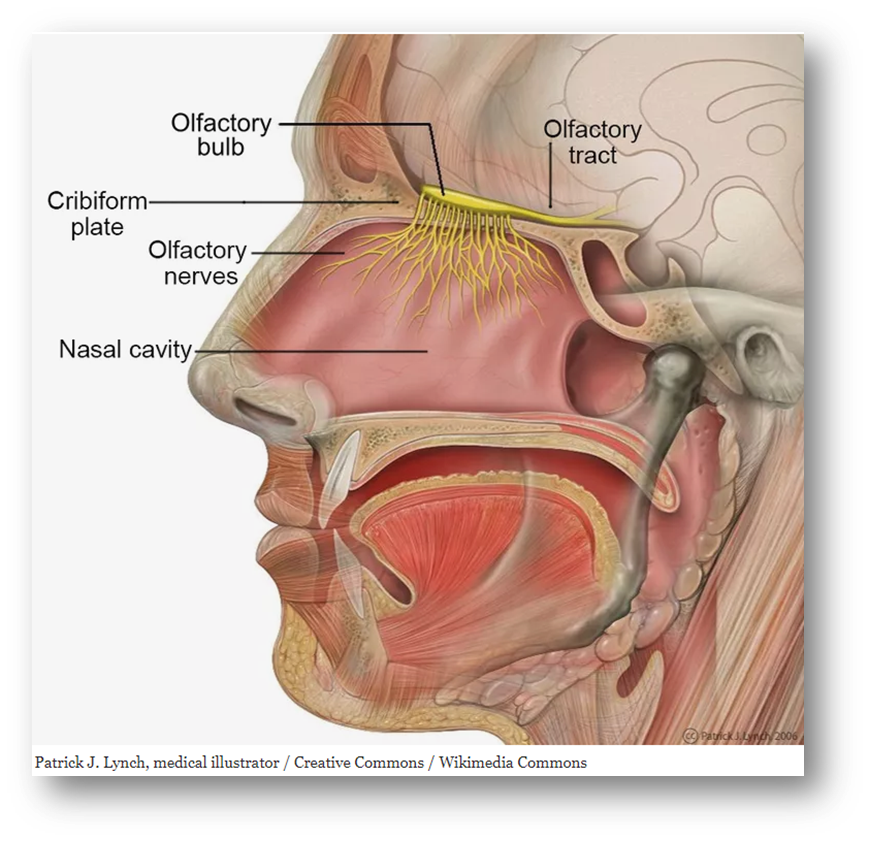 Olfactory
bulb
Olfactory
tract
Cribiform
plate
Olfactory
nerves
Nasal cavity
(cc) Patrick J. Lynch, 2006
Patrick J. Lynch, medical illustrator / Creative Commons / Wikimedia Commons